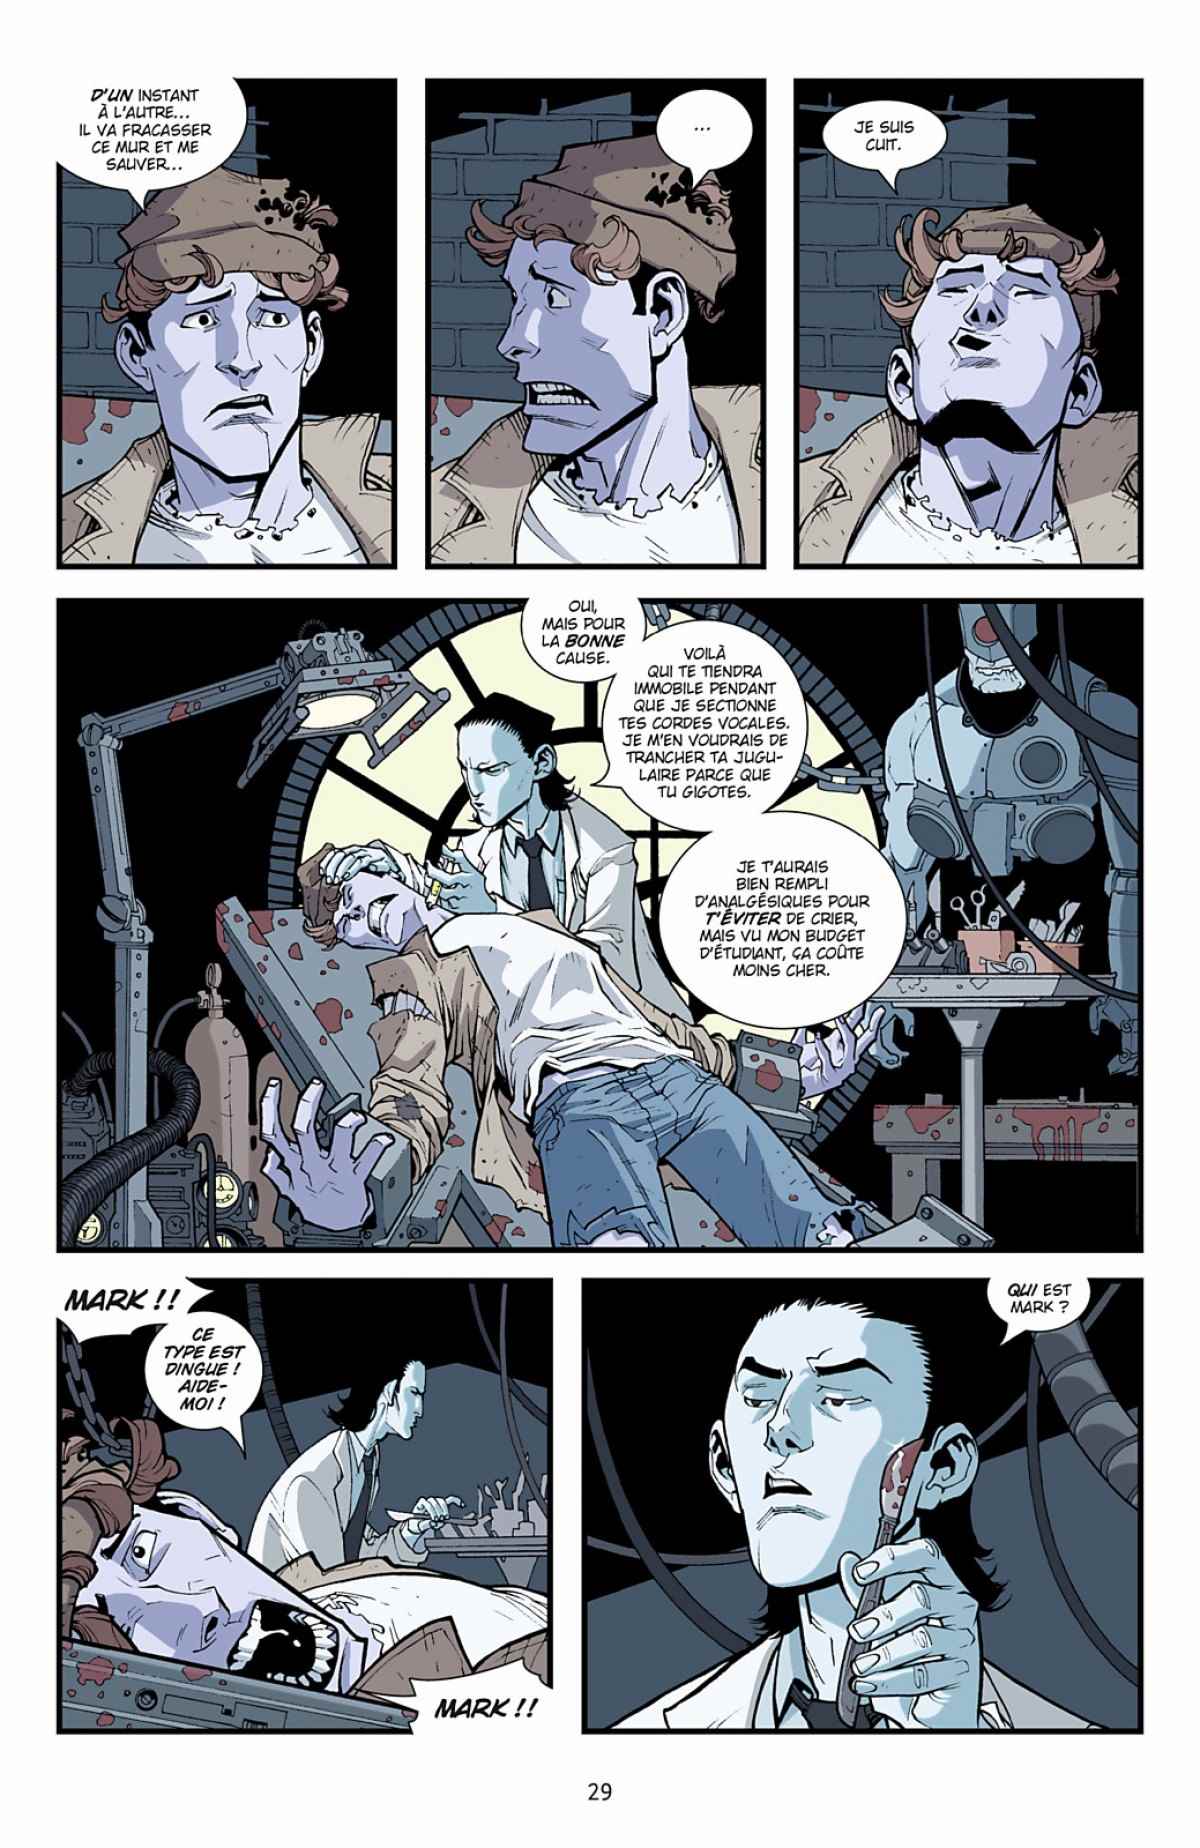 D'UN INSTANT
À L'AUTRE...
IL VA FRACASSER
CE MUR ET ME
SAUVER...
...
JE SUIS
CUIT.
OUI,
MAIS POUR
LA BONNE
CAUSE.
VOILÀ
QUI TE TIENDRA
IMMOBILE PENDANT
QUE JE SECTIONNE
TES CORDES VOCALES.
JE M'EN VOUDRAIS DE
TRANCHER TA JUGU-
LAIRE PARCE QUE
TU GIGOTES.
JE T'AURAIS
BIEN REMPLI
D'ANALGÉSIQUES POUR
T'ÉVITER DE CRIER,
MAIS VU MON BUDGET
D'ÉTUDIANT, ÇA COÛTE
MOINS CHER.
MARK !!
CE
TYPE EST
DINGUE !
AIDE-
MOI !
MARK !!
QUI EST
MARK ?
29